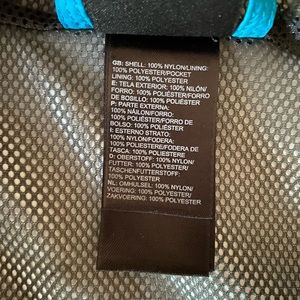 GB: SHELL: 100% NYLON/LINING:
100% POLYESTER/POCKET
LINING: 100% POLYESTER
E: TELA EXTERIOR: 100% NILÓN/
FORRO: 100% POLIÉSTER/FORRO
DE BOLSILLO: 100% POLIÉSTER
P: PARTE EXTERNA:
100% NÁILON/FORRO:
100% POLIÉSTER/FORRO DE
BOLSO: 100% POLIÉSTER
I: ESTERNO STRATO:
100% NYLON/FODERA:
100% POLIESTERE/FODERA DE
TASCA: 100% POLIESTERE
D: OBERSTOFF: 100% NYLON/
FUTTER: 100% POLYESTER/
TASCHENFUTTERSTOFF:
100% POLYESTER
NL: OMHULSEL: 100% NYLON/
VOERING: 100% POLYESTER/
ZAKVOERING: 100% POLYESTER